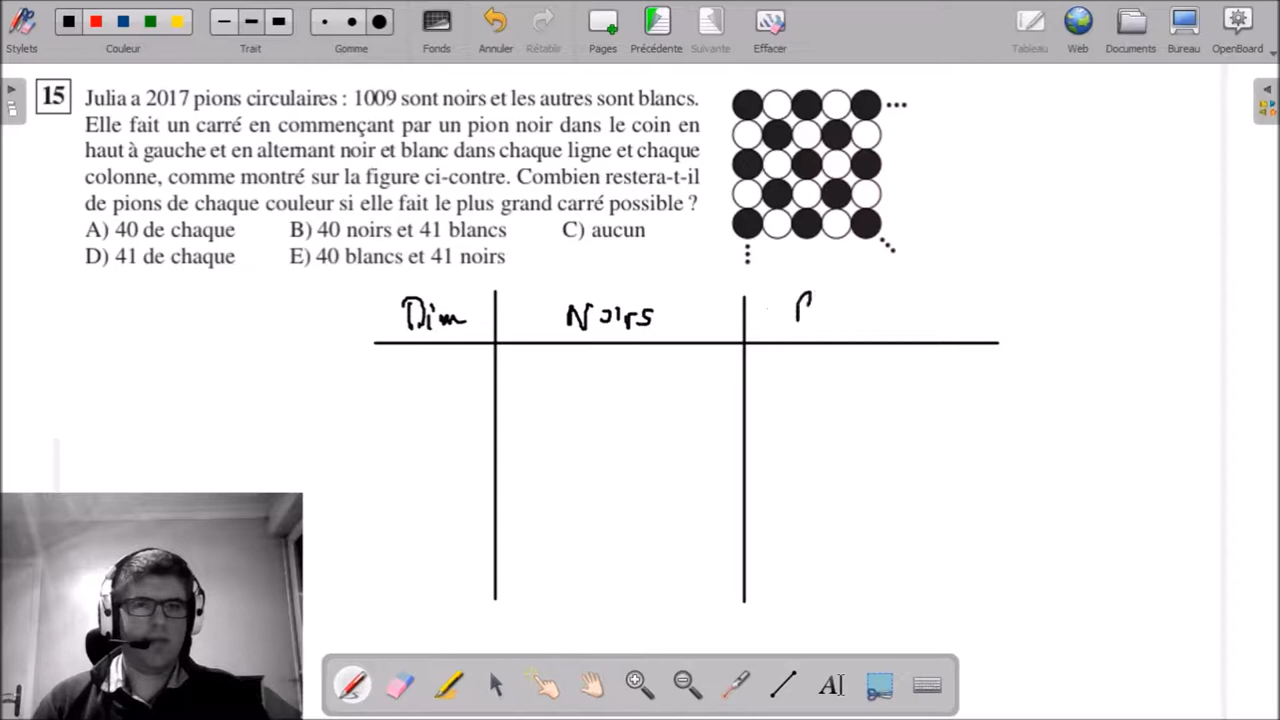 Stylets
Couleur
Trait
Gomme
Fonds
Annuler
Rétablir
Pages
Précédente
Suivante
Effacer
Tableau
Web
Documents
Bureau
OpenBoard
15
Julia a 2017 pions circulaires : 1009 sont noirs et les autres sont blancs.
Elle fait un carré en commençant par un pion noir dans le coin en
haut à gauche et en alternant noir et blanc dans chaque ligne et chaque
colonne, comme montré sur la figure ci-contre. Combien restera-t-il
de pions de chaque couleur si elle fait le plus grand carré possible ?
A) 40 de chaque B) 40 noirs et 41 blancs C) aucun
D) 41 de chaque E) 40 blancs et 41 noirs
Dim Noirs
AI